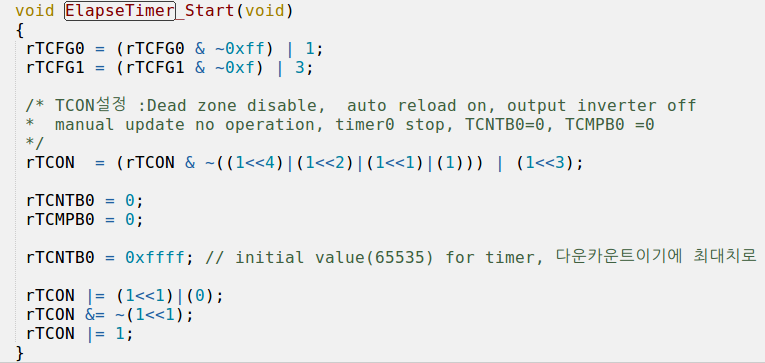 void ElapseTimer_Start(void)
{
rTCFG0 = (rTCFG0 & ~0xff) | 1;
rTCFG1 = (rTCFG1 & ~0xf) | 3;
/* TCON설정 :Dead zone disable,  auto reload on, output inverter off
*  manual update no operation, timer0 stop, TCNTB0=0, TCMPB0 =0
*/
rTCON  = (rTCON & ~((1<<4)|(1<<2)|(1<<1)|(1))) | (1<<3);
rTCNTB0 = 0;
rTCMPB0 = 0;
rTCNTB0 = 0xffff; // initial value(65535) for timer, 다운카운트이기에 최대치로
rTCON |= (1<<1)|(0);
rTCON &= ~(1<<1);
rTCON |= 1;
}